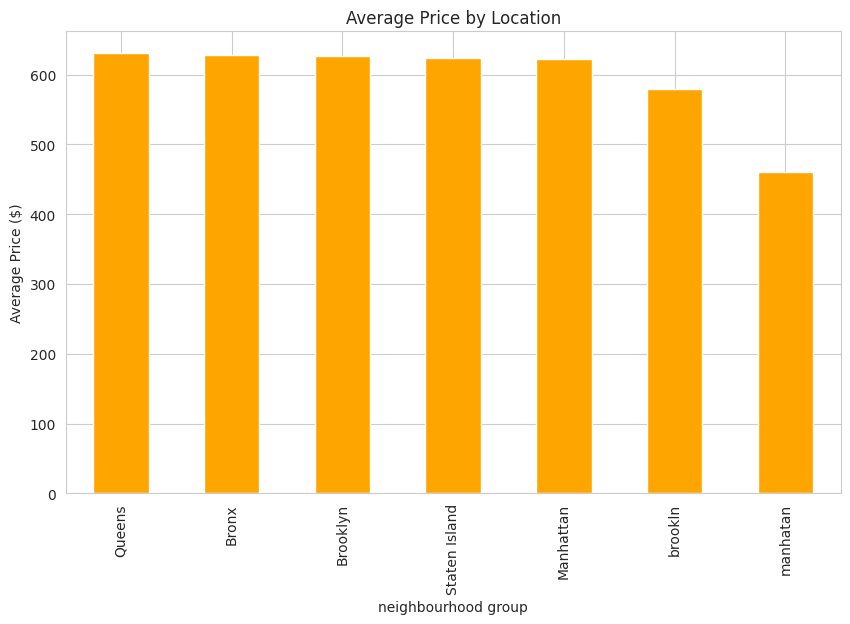 Average Price by Location
Average Price ($)
600
500
400
300
200
100
0
Queens
Bronx
Brooklyn
Staten Island
Manhattan
brookln
manhatan
neighbourhood group